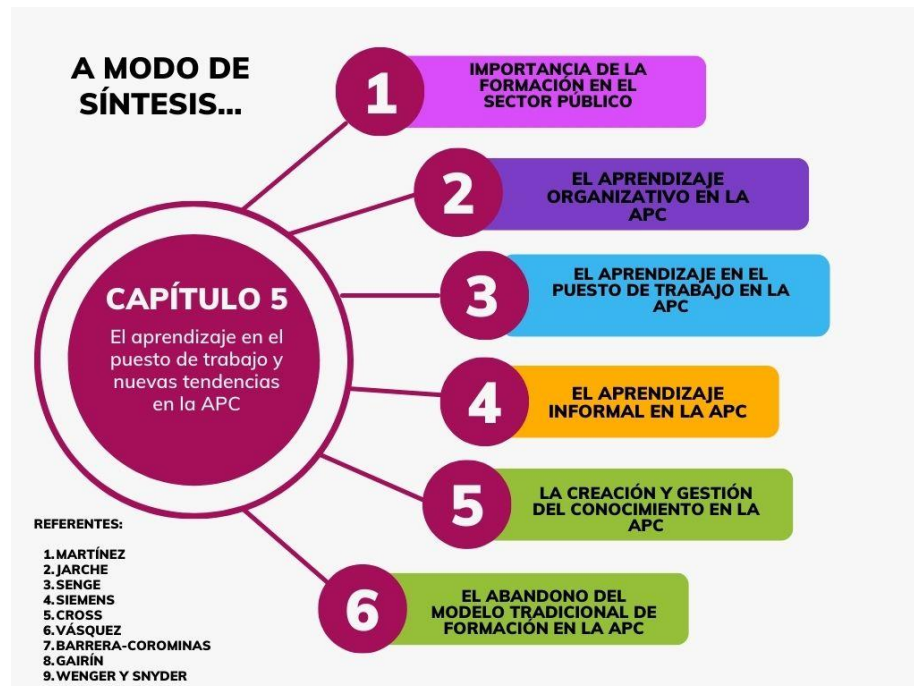 A MODO DE
SÍNTESIS...
1
IMPORTANCIA DE LA
FORMACIÓN EN EL
SECTOR PÚBLICO
2
EL APRENDIZAJE
ORGANIZATIVO EN LA
APC
3
EL APRENDIZAJE EN EL
PUESTO DE TRABAJO EN LA
APC
CAPÍTULO 5
El aprendizaje en el
puesto de trabajo y
nuevas tendencias
en la APC
4
EL APRENDIZAJE
INFORMAL EN LA APC
5
LA CREACIÓN Y GESTIÓN
DEL CONOCIMIENTO EN LA
APC
6
EL ABANDONO DEL
MODELO TRADICIONAL DE
FORMACIÓN EN LA APC
REFERENTES:
1. MARTÍNEZ
2. JARCHE
3. SENGE
4. SIEMENS
5. CROSS
6. VÁSQUEZ
7. BARRERA-COROMINAS
8. GAIRÍN
9. WENGER Y SNYDER